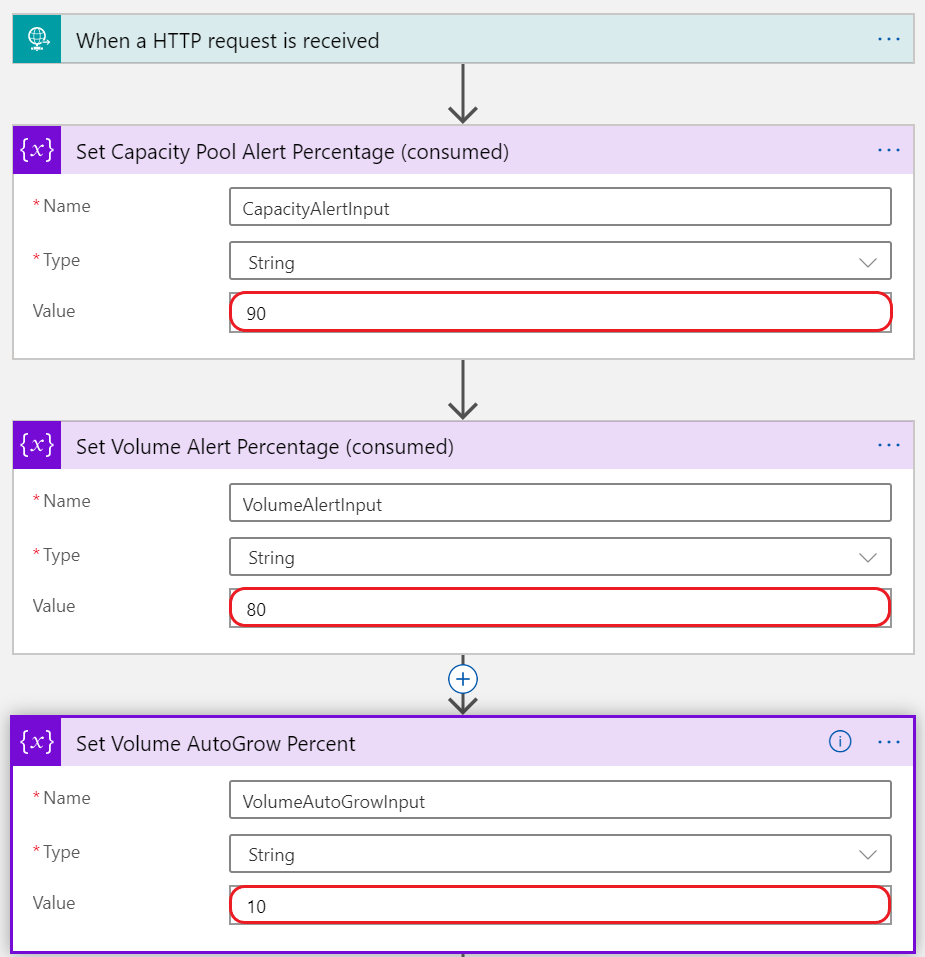 When a HTTP request is received
...
{x} Set Capacity Pool Alert Percentage (consumed) ...
* Name CapacityAlertInput
* Type String
Value 90
{x} Set Volume Alert Percentage (consumed) ...
* Name VolumeAlertInput
* Type String
Value 80
{x} Set Volume AutoGrow Percent i ...
* Name VolumeAutoGrowInput
* Type String
Value 10